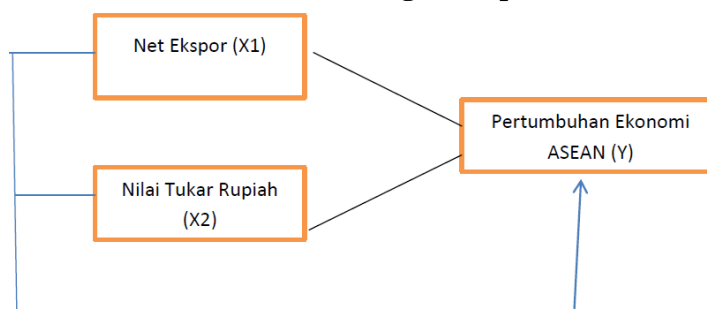 Net Ekspor (X1)
Pertumbuhan Ekonomi
ASEAN (Y)
Nilai Tukar Rupiah
(X2)